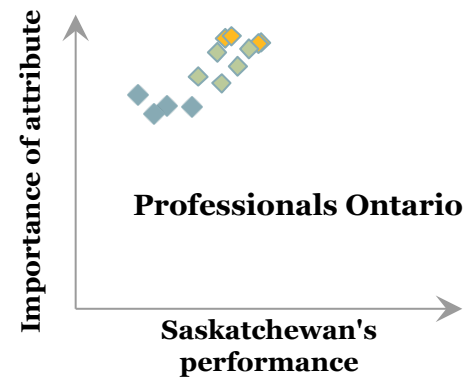 Importance of attribute
Professionals Ontario
Saskatchewan's
performance